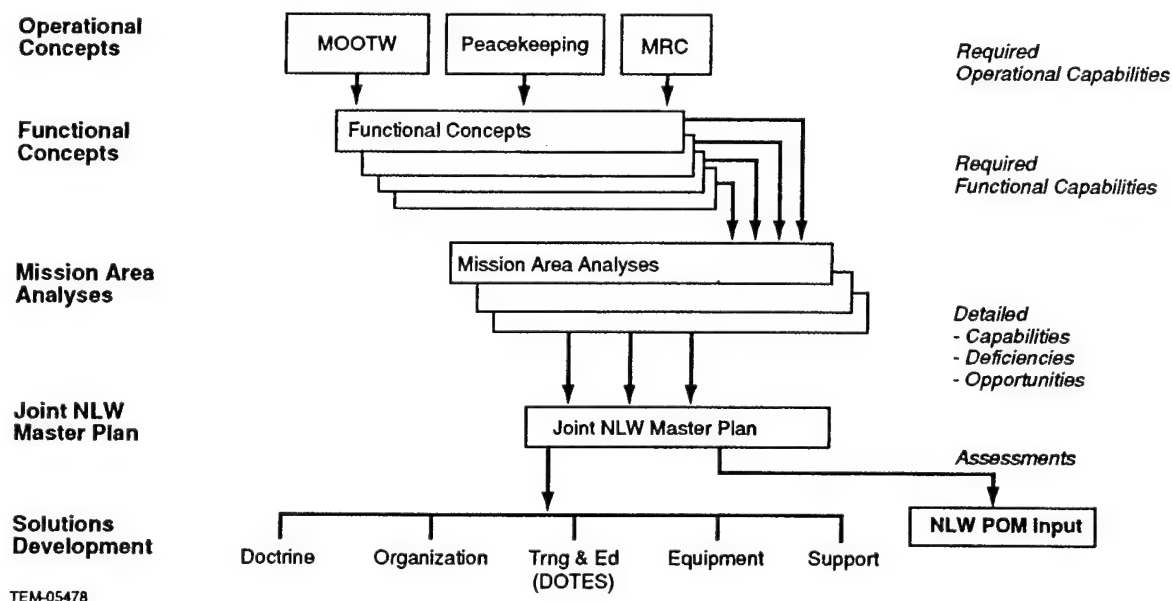 Operational
Concepts
MOOTW
Peacekeeping
MRC
Required
Operational Capabilities
Functional
Concepts
Functional Concepts
Required
Functional Capabilities
Mission Area
Analyses
Mission Area Analyses
Detailed
- Capabilities
- Deficiencies
- Opportunities
Joint NLW
Master Plan
Joint NLW Master Plan
Assessments
NLW POM Input
Solutions
Development
Doctrine
Organization
Trng & Ed
(DOTES)
Equipment
Support
TEM-05478